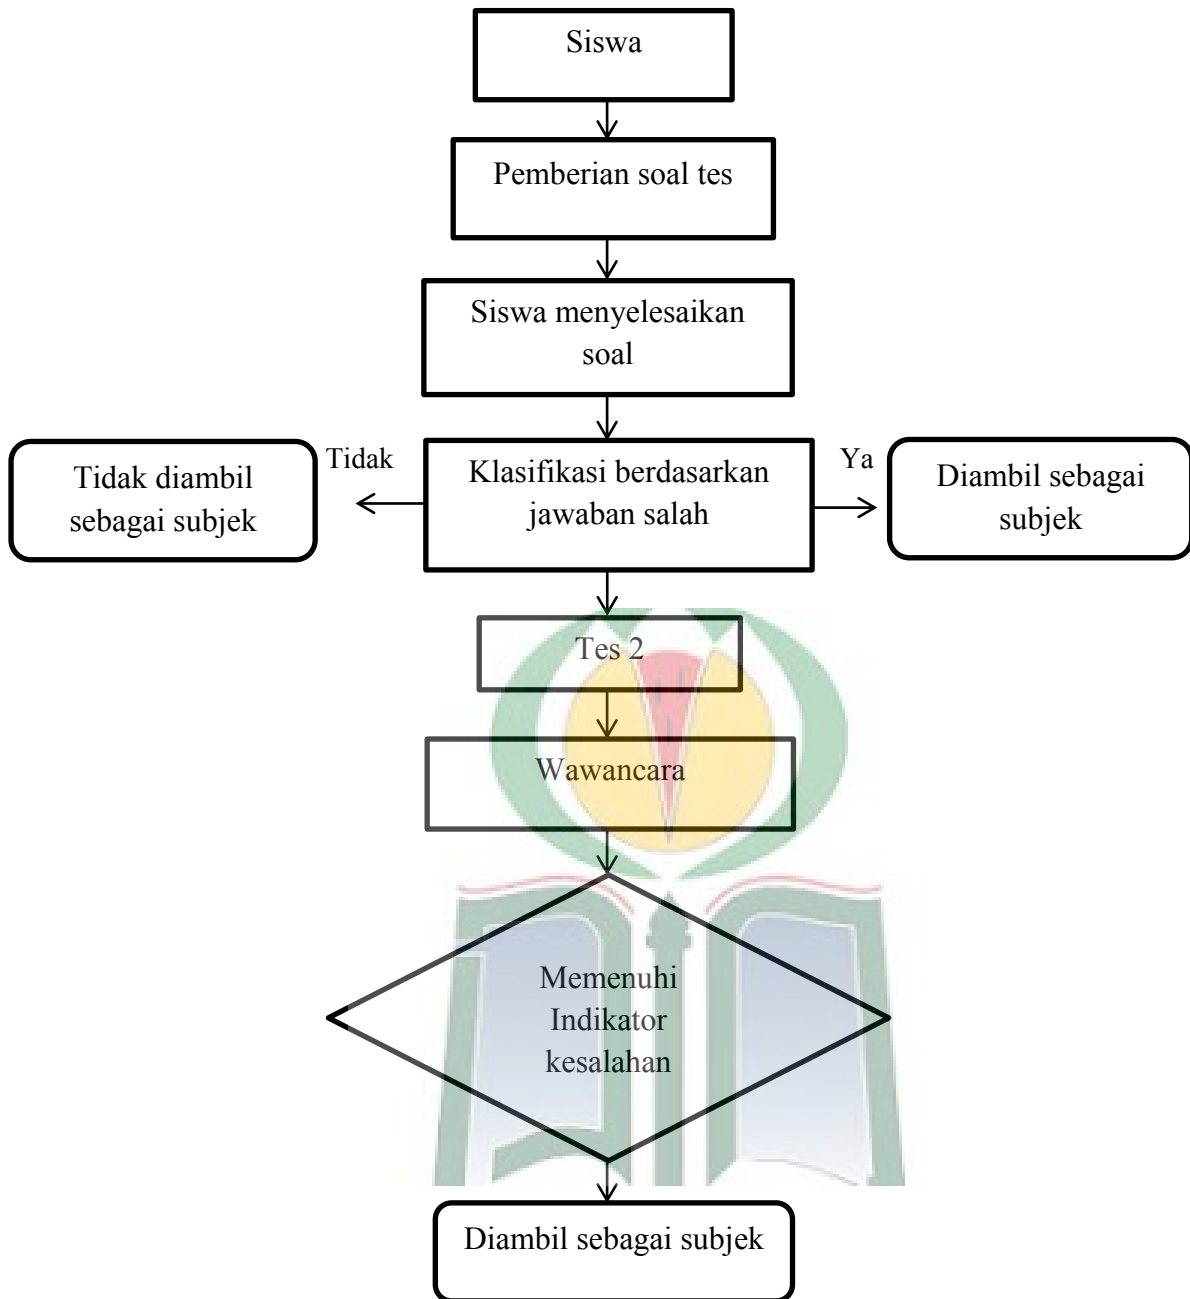 Siswa
Pemberian soal tes
Siswa menyelesaikan
soal
Tidak diambil
sebagai subjek
Tidak
Klasifikasi berdasarkan
jawaban salah
Ya
Diambil sebagai
subjek
Tes 2
Wawancara
Memenuhi
Indikator
kesalahan
Diambil sebagai subjek